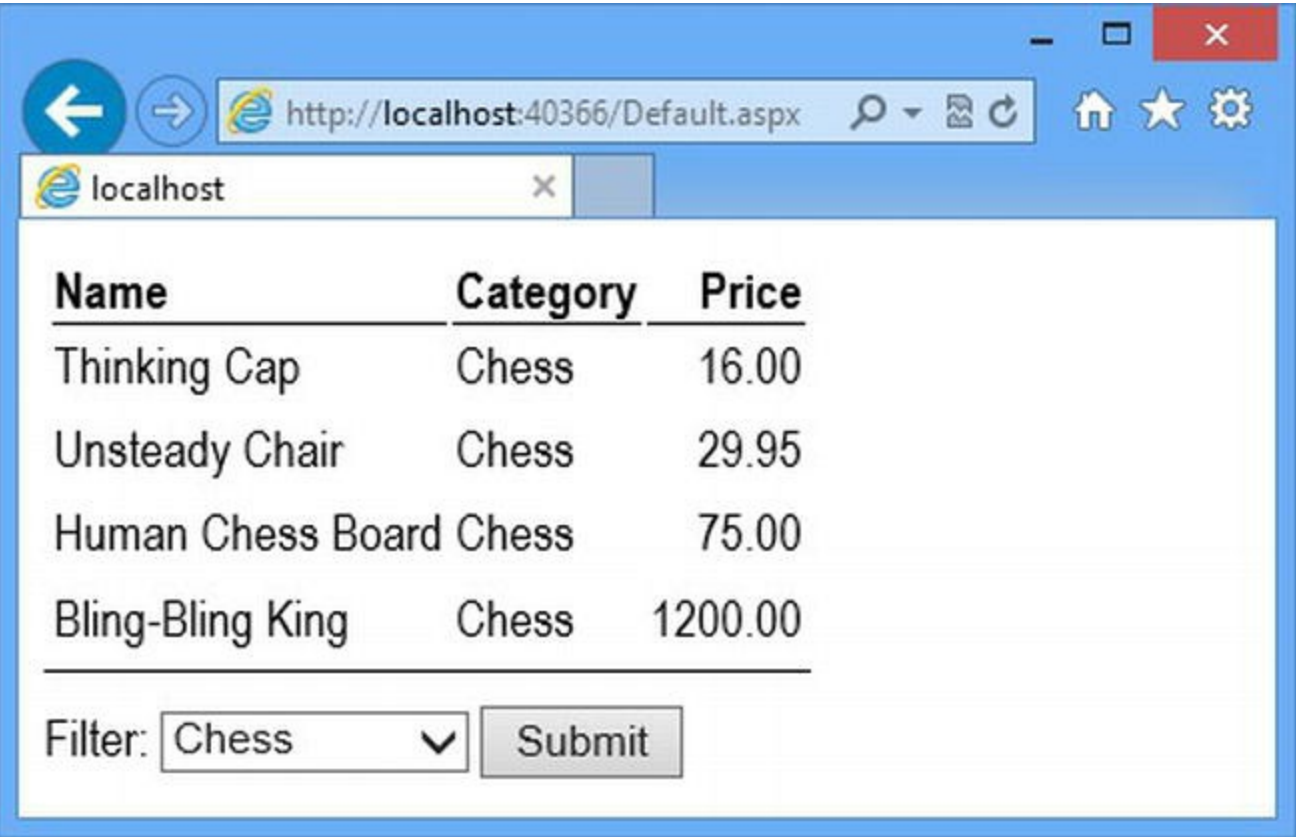 http://localhost:40366/Default.aspx
localhost
Name Category Price
Thinking Cap Chess 16.00
Unsteady Chair Chess 29.95
Human Chess Board Chess 75.00
Bling-Bling King Chess 1200.00
Filter: Chess Submit